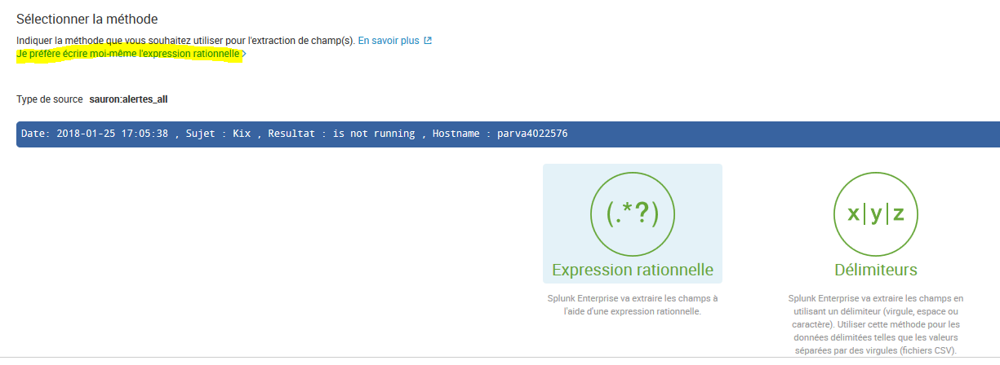 Sélectionner la méthode
Indiquer la méthode que vous souhaitez utiliser pour l'extraction de champ(s). En savoir plus
Je préfère écrire moi-même l'expression rationnelle >
Type de source sauron:alertes_all
Date: 2018-01-25 17:05:38 , Sujet : Kix , Resultat : is not running , Hostname : parva4022576
(.*?)
Expression rationnelle
Splunk Enterprise va extraire les champs à
l'aide d'une expression rationnelle.
x|y|z
Délimiteurs
Splunk Enterprise va extraire les champs en
utilisant un délimiteur (virgule, espace ou
caractère). Utiliser cette méthode pour les
données délimitées telles que les valeurs
séparées par des virgules (fichiers CSV).